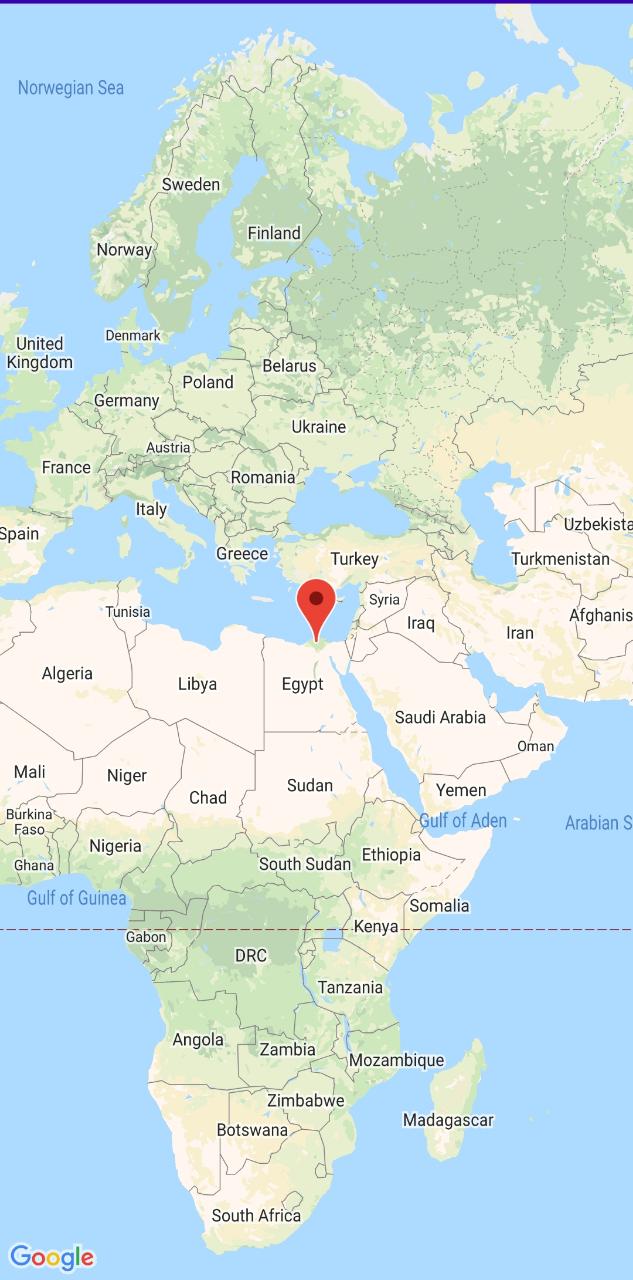 Norwegian Sea
Sweden
Finland
Norway
Denmark
United
Kingdom
Belarus
Poland
Germany
Ukraine
Austria
France
Romania
Italy
Spain
Uzbekista
Greece
Turkey
Turkmenistan
Syria
Tunisia
Afghanis
Iraq
Iran
Algeria
Libya
Egypt
Saudi Arabia
Oman
Mali
Niger
Sudan
Yemen
Chad
Burkina
Faso
Gulf of Aden
Arabian S
Nigeria
Ethiopia
Ghana
South Sudan
Gulf of Guinea
Somalia
Kenya
Gabon
DRC
Tanzania
Angola
Zambia
Mozambique
Zimbabwe
Madagascar
Botswana
South Africa
Google